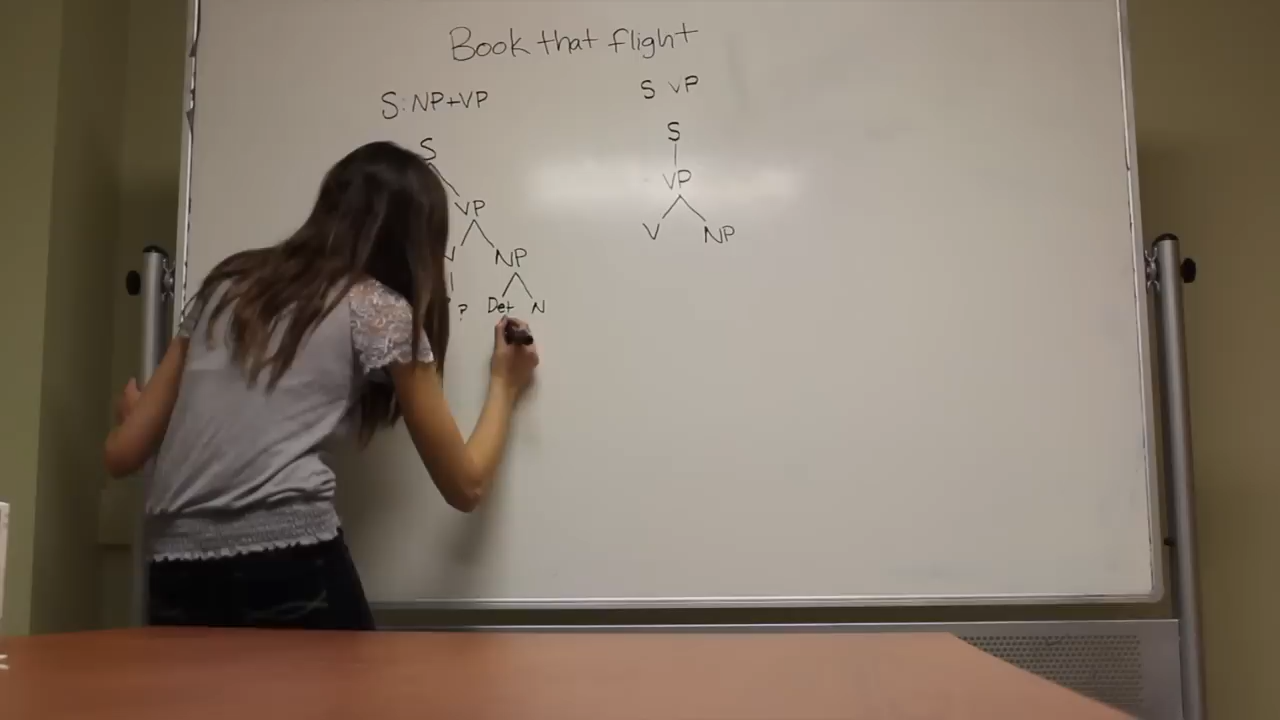 Book that flight
S:NP+VP
S VP
S
VP
V NP
? Det N
S
VP
V NP